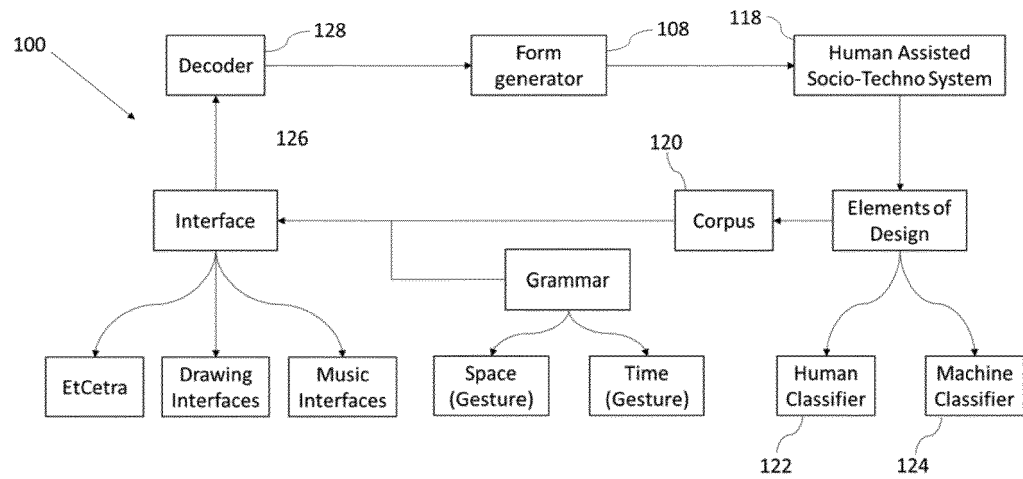 100
128
108
118
Decoder
Form
generator
Human Assisted
Socio-Techno System
126
120
Interface
Corpus
Elements of
Design
Grammar
EtCetra
Drawing
Interfaces
Music
Interfaces
Space
(Gesture)
Time
(Gesture)
Human
Classifier
Machine
Classifier
122
124